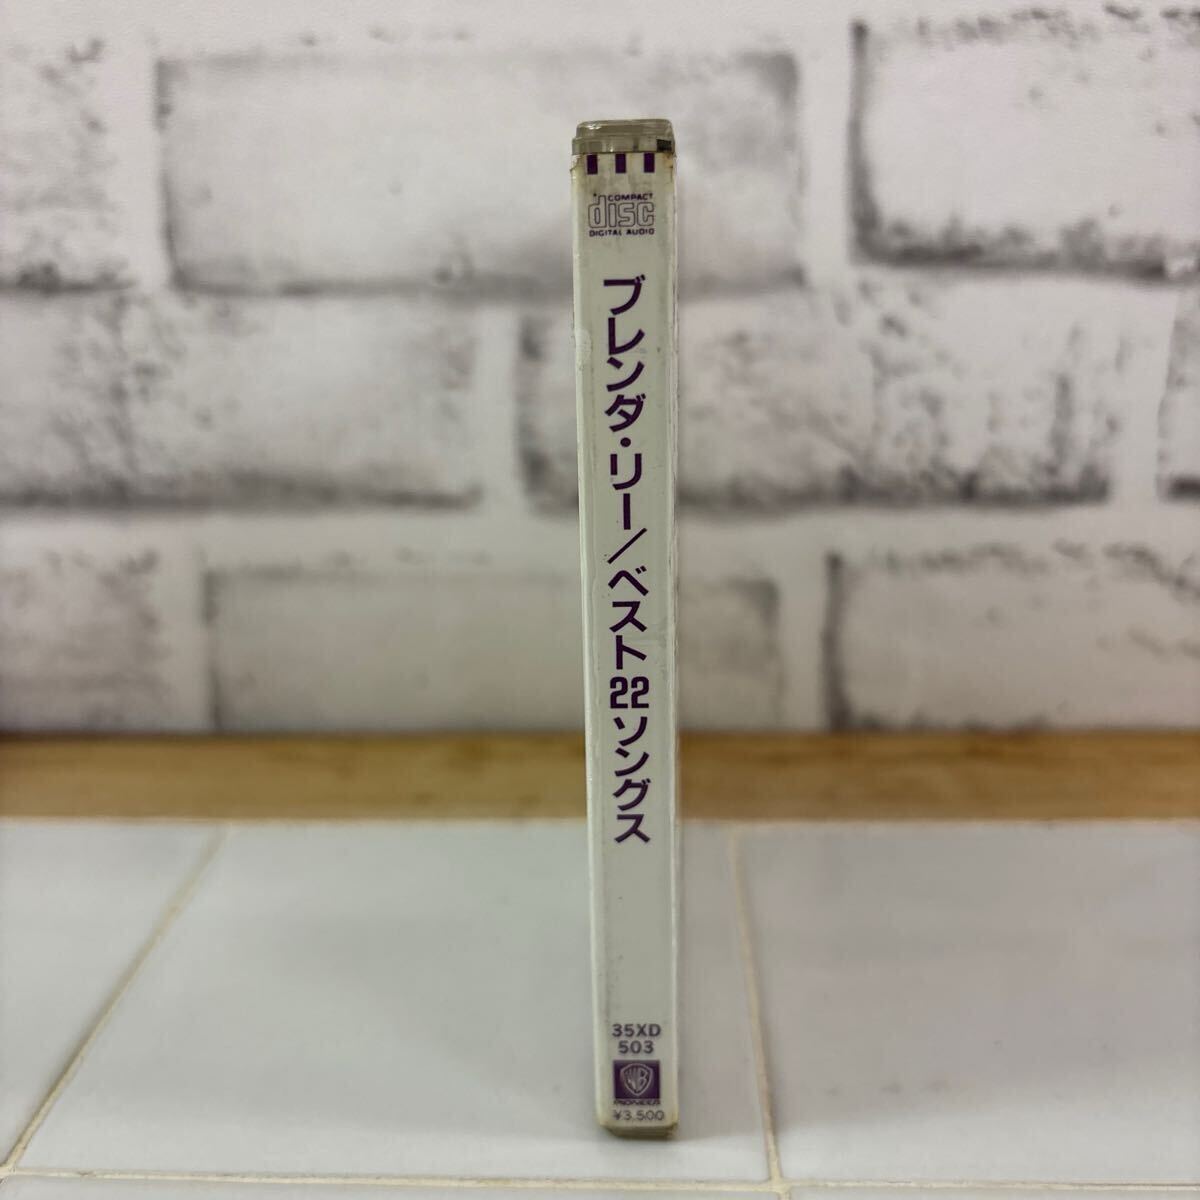 COMPACT
disc
DIGITAL AUDIO
ブレンダ・リー/ベスト22ソングス
35XD
503
WB
PIONEER
¥3,500